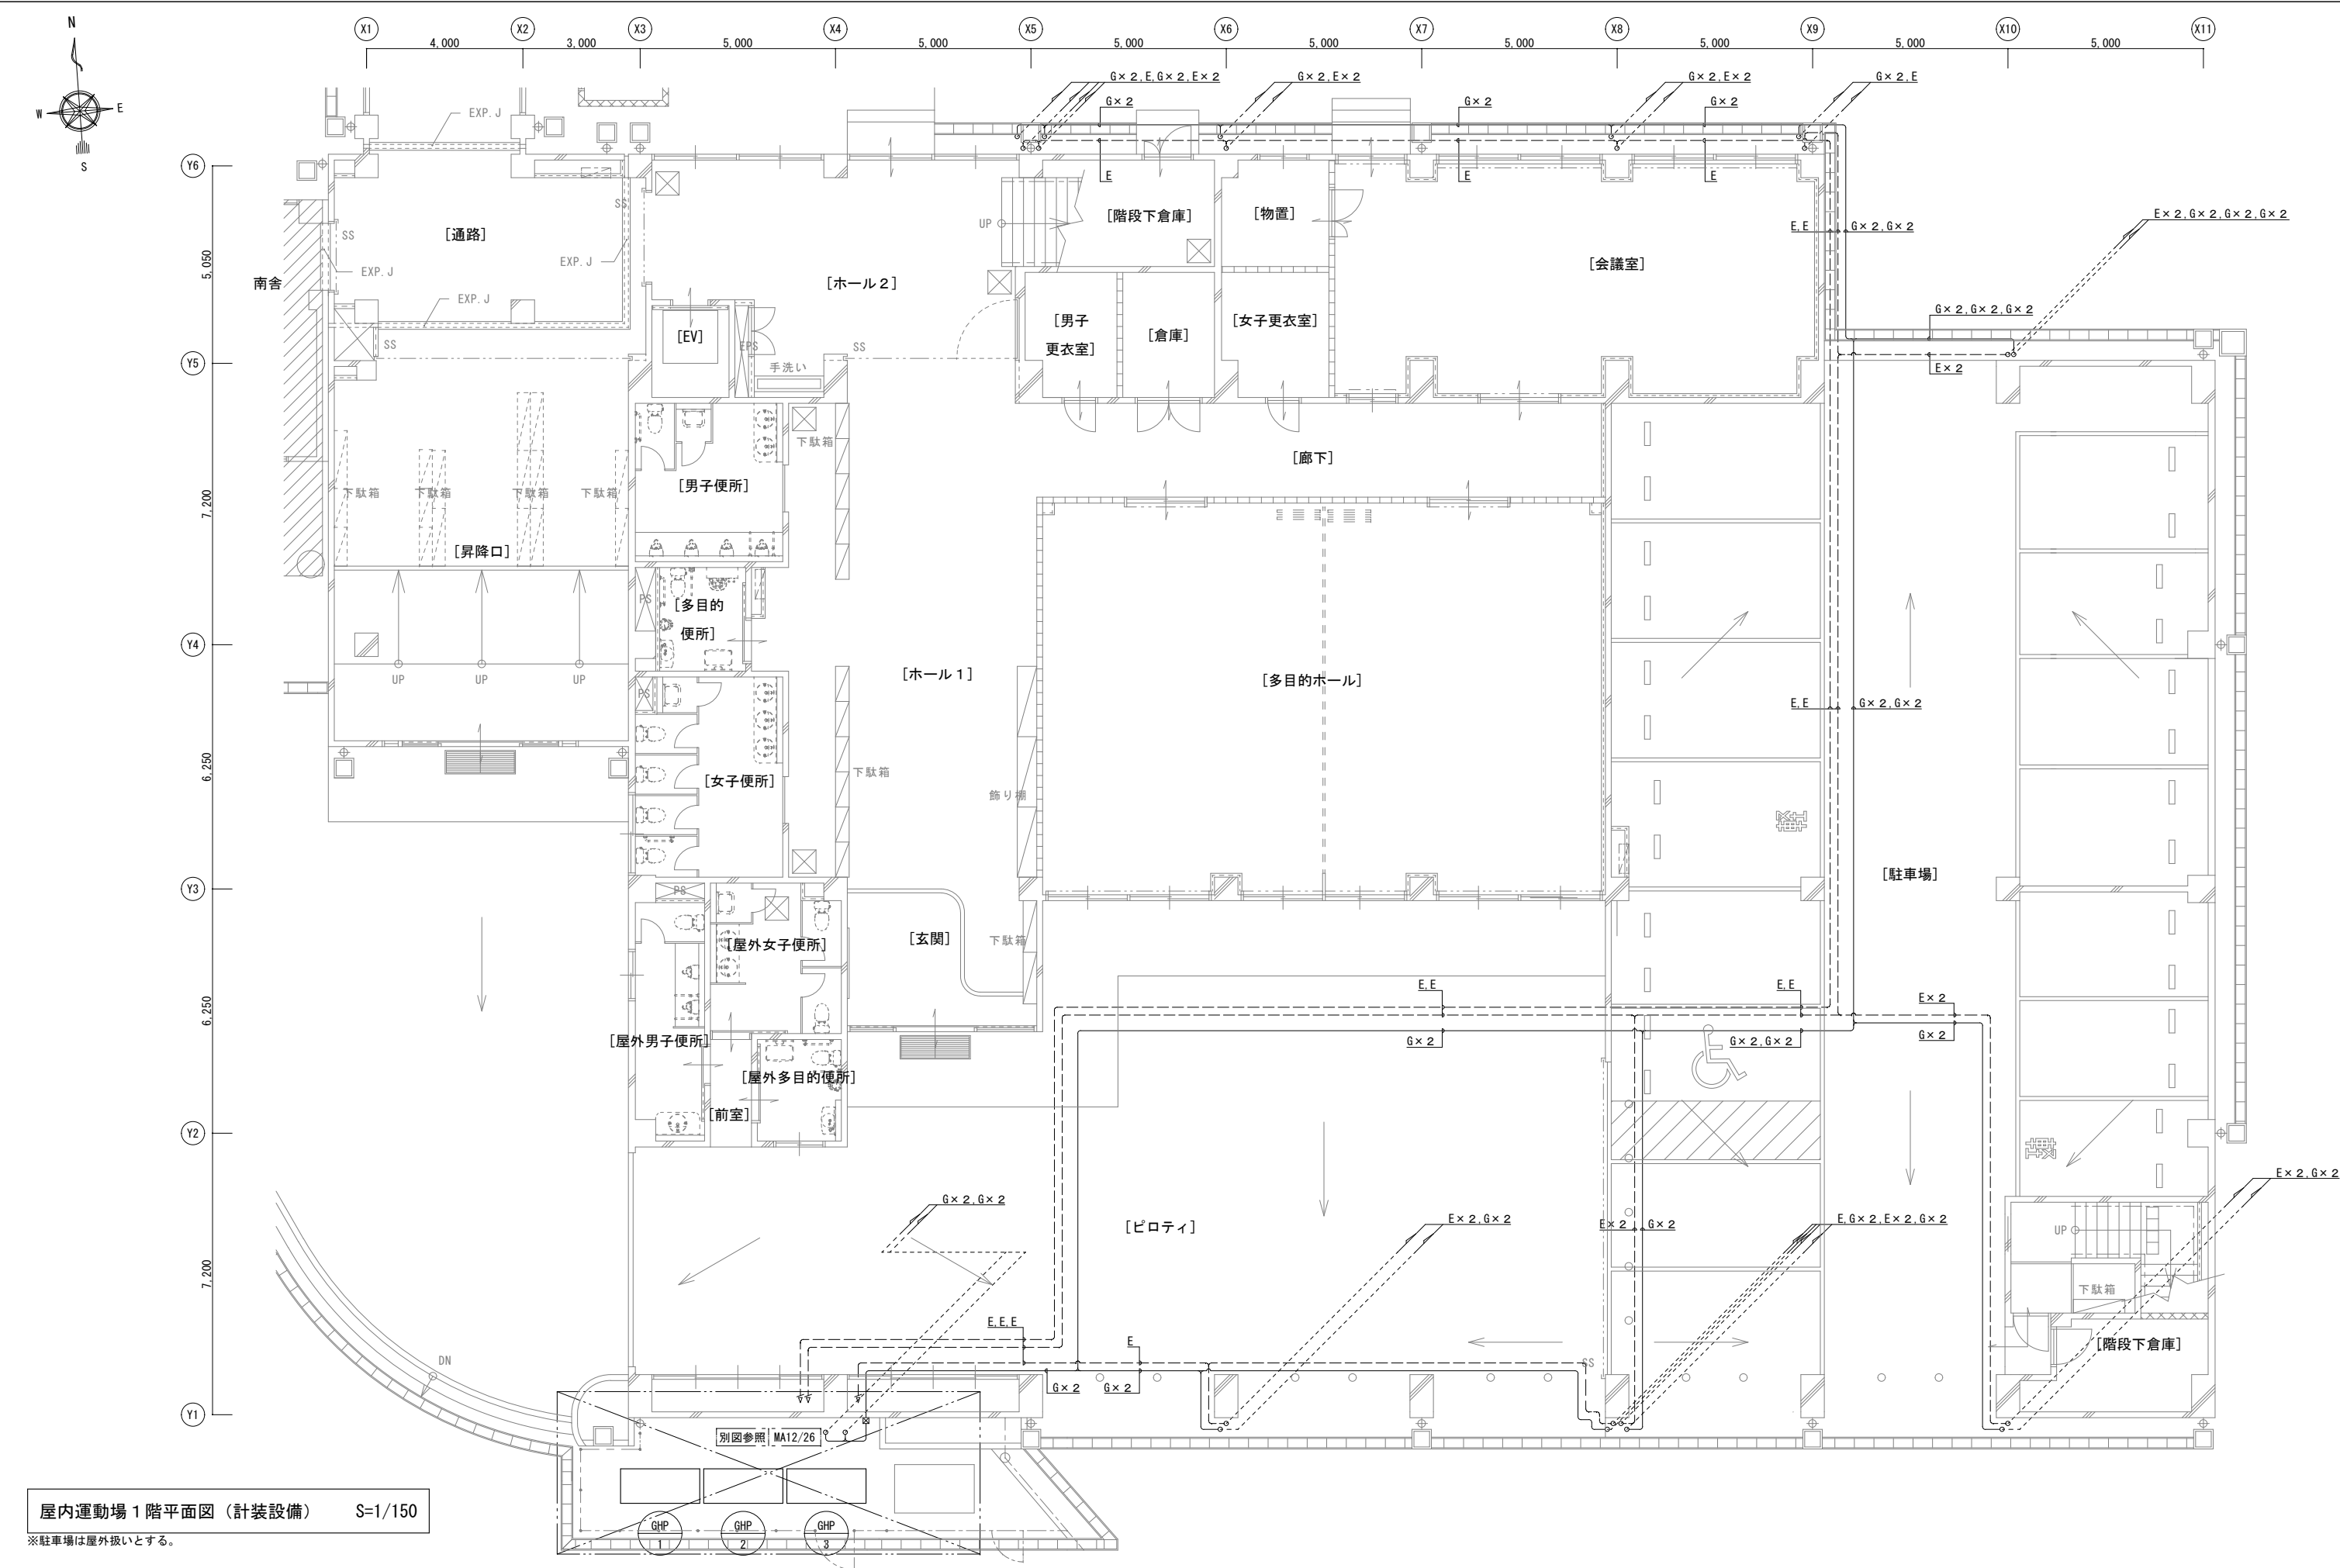 N
W
E
S
X1
X2
X3
X4
X5
X6
X7
X8
X9
X10
X11
4,000
3,000
5,000
5,000
5,000
5,000
5,000
5,000
5,000
5,000
G×2,E,G×2,E×2
G×2,E×2
G×2,E×2
G×2,E
G×2
G×2
G×2
EXP.J
Y6
E
E
E
SS
UP
[階段下倉庫]
[物置]
E×2,G×2,G×2,G×2
[通路]
SS
E,E
G×2,G×2
5,050
EXP.J
EXP.J
[会議室]
南舎
[ホール2]
EXP.J
G×2,G×2,G×2
[男子
更衣室]
[倉庫]
[女子更衣室]
[EV]
EPS
SS
SS
Y5
手洗い
E×2
下駄箱
[廊下]
[男子便所]
下駄箱
下駄箱
下駄箱
下駄箱
7,200
[昇降口]
PS
[多目的
便所]
Y4
UP
UP
UP
[ホール1]
[多目的ホール]
PS
E,E
G×2,G×2
6,250
[女子便所]
下駄箱
飾り棚
軽
[駐車場]
Y3
PS
[屋外女子便所]
[玄関]
下駄箱
E,E
E,E
E×2
6,250
[屋外男子便所]
G×2
G×2,G×2
G×2
[屋外多目的便所]
[前室]
Y2
軽
E×2,G×2
G×2,G×2
[ピロティ]
E×2,G×2
E×2
G×2
E,G×2,E×2,G×2
UP
7,200
下駄箱
E,E,E
E
[階段下倉庫]
DN
SS
G×2
G×2
Y1
別図参照
MA12/26
屋内運動場1階平面図（計装設備）
S=1/150
※駐車場は屋外扱いとする。
GHP
1
GHP
2
GHP
3